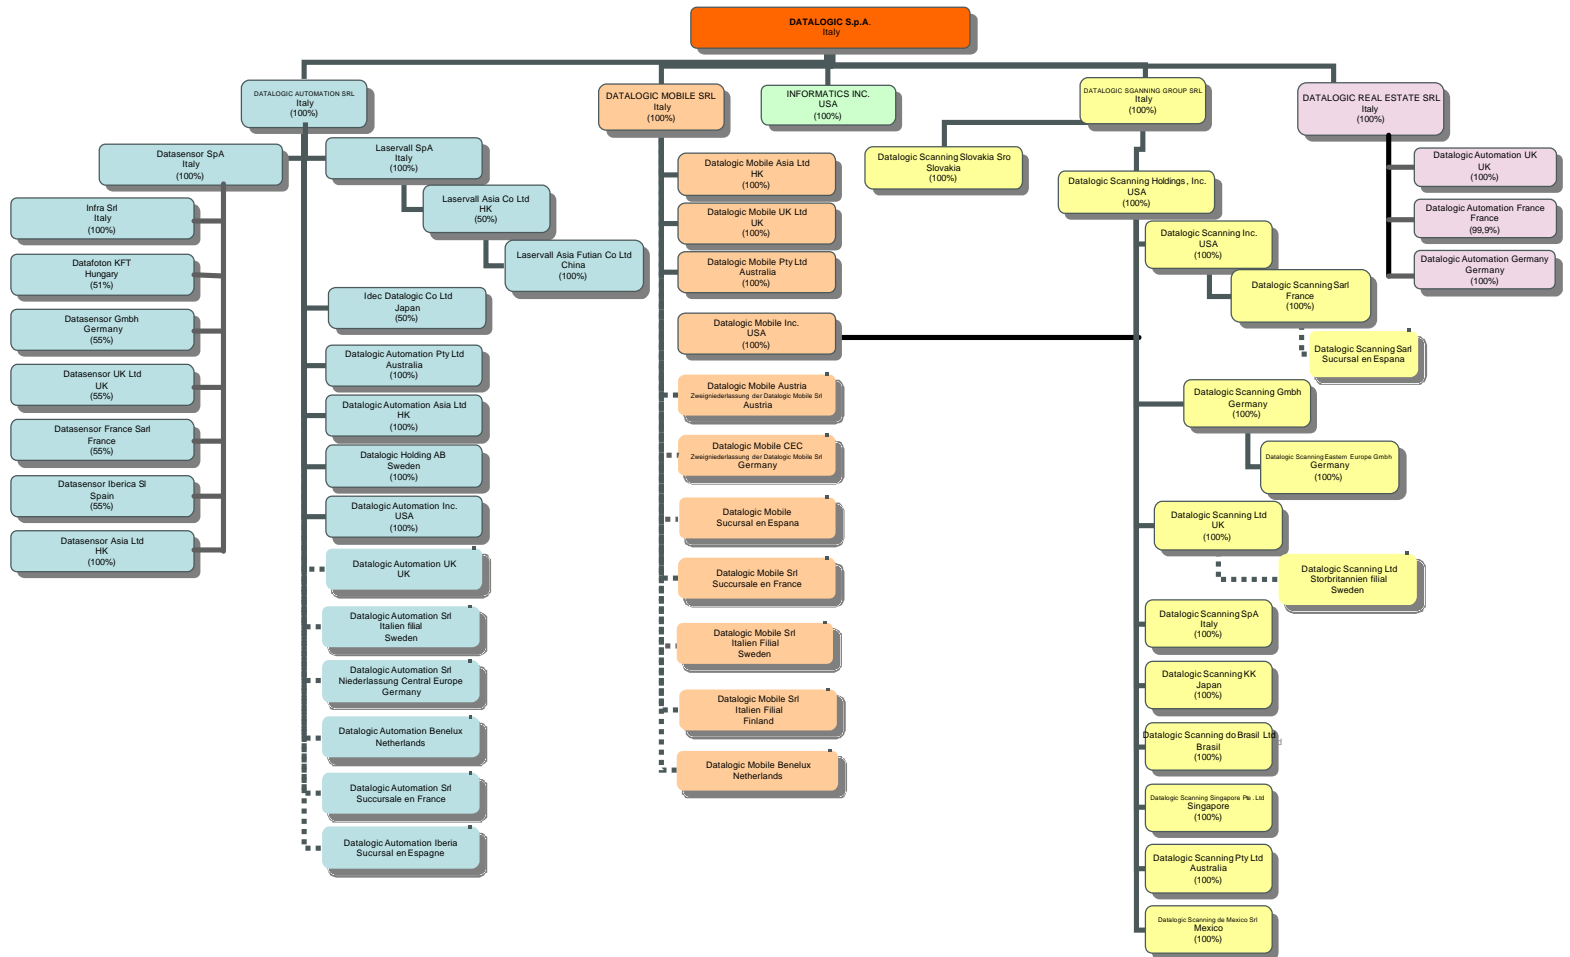 DATALOGIC S.p.A.
Italy
DATALOGIC AUTOMATION SRL
Italy
(100%)
DATALOGIC MOBILE SRL
Italy
(100%)
INFORMATICS INC.
USA
(100%)
DATALOGIC SGANNING GROUP SRL
Italy
(100%)
DATALOGIC REAL ESTATE SRL
Italy
(100%)
Datasensor SpA
Italy
(100%)
Infra Srl
Italy
(100%)
Datafoton KFT
Hungary
(51%)
Datasensor Gmbh
Germany
(55%)
Datasensor UK Ltd
UK
(55%)
Datasensor France Sarl
France
(55%)
Datasensor Iberica Sl
Spain
(55%)
Datasensor Asia Ltd
HK
(100%)
Laservall SpA
Italy
(100%)
Laservall Asia Co Ltd
HK
(50%)
Laservall Asia Futian Co Ltd
China
(100%)
Idec Datalogic Co Ltd
Japan
(50%)
Datalogic Automation Pty Ltd
Australia
(100%)
Datalogic Automation Asia Ltd
HK
(100%)
Datalogic Holding AB
Sweden
(100%)
Datalogic Automation Inc.
USA
(100%)
Datalogic Automation UK
UK
Datalogic Automation Srl
Italien filial
Sweden
Datalogic Automation Srl
Niederlassung Central Europe
Germany
Datalogic Automation Benelux
Netherlands
Datalogic Automation Srl
Succursale en France
Datalogic Automation Iberia
Sucursal en Espagne
Datalogic Mobile Asia Ltd
HK
(100%)
Datalogic Mobile UK Ltd
UK
(100%)
Datalogic Mobile Pty Ltd
Australia
(100%)
Datalogic Mobile Inc.
USA
(100%)
Datalogic Mobile Austria
Zweigniederlassung der Datalogic Mobile Srl
Austria
Datalogic Mobile CEC
Zweigniederlassung der Datalogic Mobile Srl
Germany
Datalogic Mobile
Sucursal en Espana
Datalogic Mobile Srl
Succursale en France
Datalogic Mobile Srl
Italien Filial
Sweden
Datalogic Mobile Srl
Italien Filial
Finland
Datalogic Mobile Benelux
Netherlands
Datalogic Scanning Slovakia Sro
Slovakia
(100%)
Datalogic Scanning Holdings, Inc.
USA
(100%)
Datalogic Scanning Inc.
USA
(100%)
Datalogic Scanning Sarl
France
(100%)
Datalogic Scanning Sarl
Sucursal en Espana
Datalogic Scanning Gmbh
Germany
(100%)
Datalogic Scanning Eastern Europe Gmbh
Germany
(100%)
Datalogic Scanning Ltd
UK
(100%)
Datalogic Scanning Ltd
Storbritannien filial
Sweden
Datalogic Scanning SpA
Italy
(100%)
Datalogic Scanning KK
Japan
(100%)
Datalogic Scanning do Brasil Ltd
Brasil
(100%)
Datalogic Scanning Singapore Pte. Ltd
Singapore
(100%)
Datalogic Scanning Pty Ltd
Australia
(100%)
Datalogic Scanning de Mexico Srl
Mexico
(100%)
Datalogic Automation UK
UK
(100%)
Datalogic Automation France
France
(99,9%)
Datalogic Automation Germany
Germany
(100%)